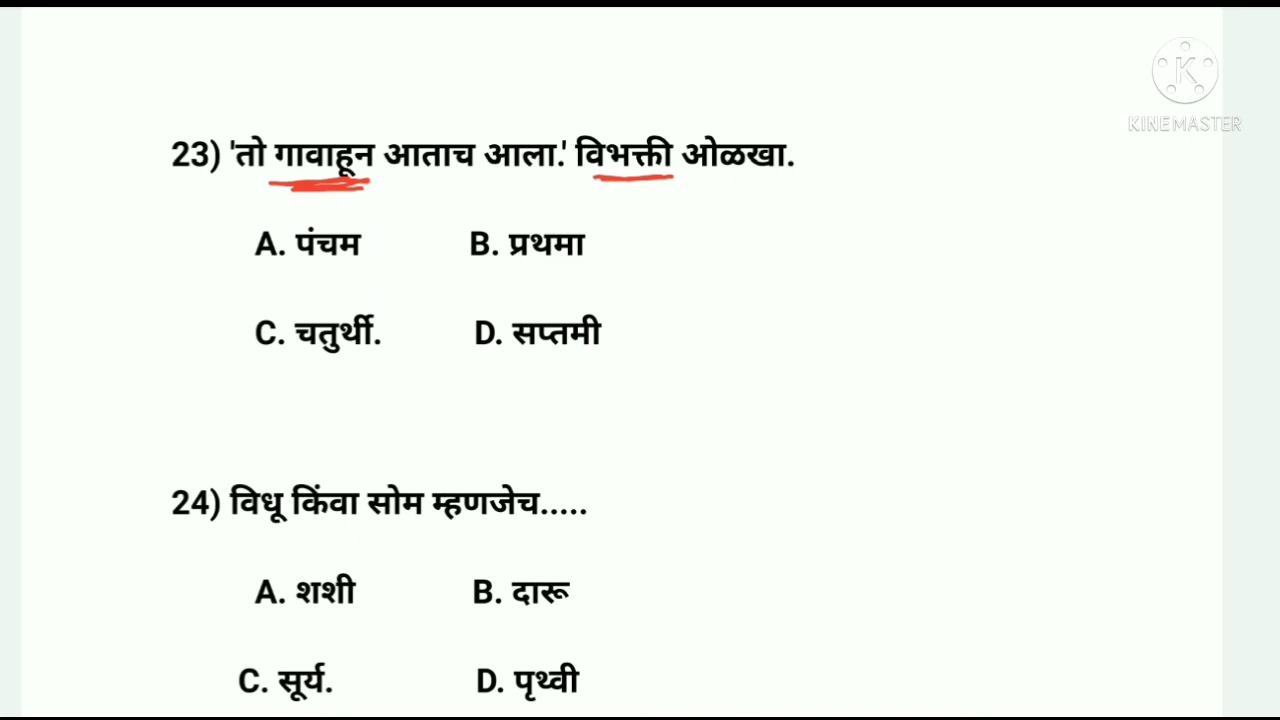 KINEMASTER
23) 'तो गावाहून आताच आला.' विभक्ती ओळखा.
A. पंचम B. प्रथमा
C. चतुर्थी. D. सप्तमी
24) विधू किंवा सोम म्हणजेच.....
A. शशी B. दारू
C. सूर्य. D. पृथ्वी